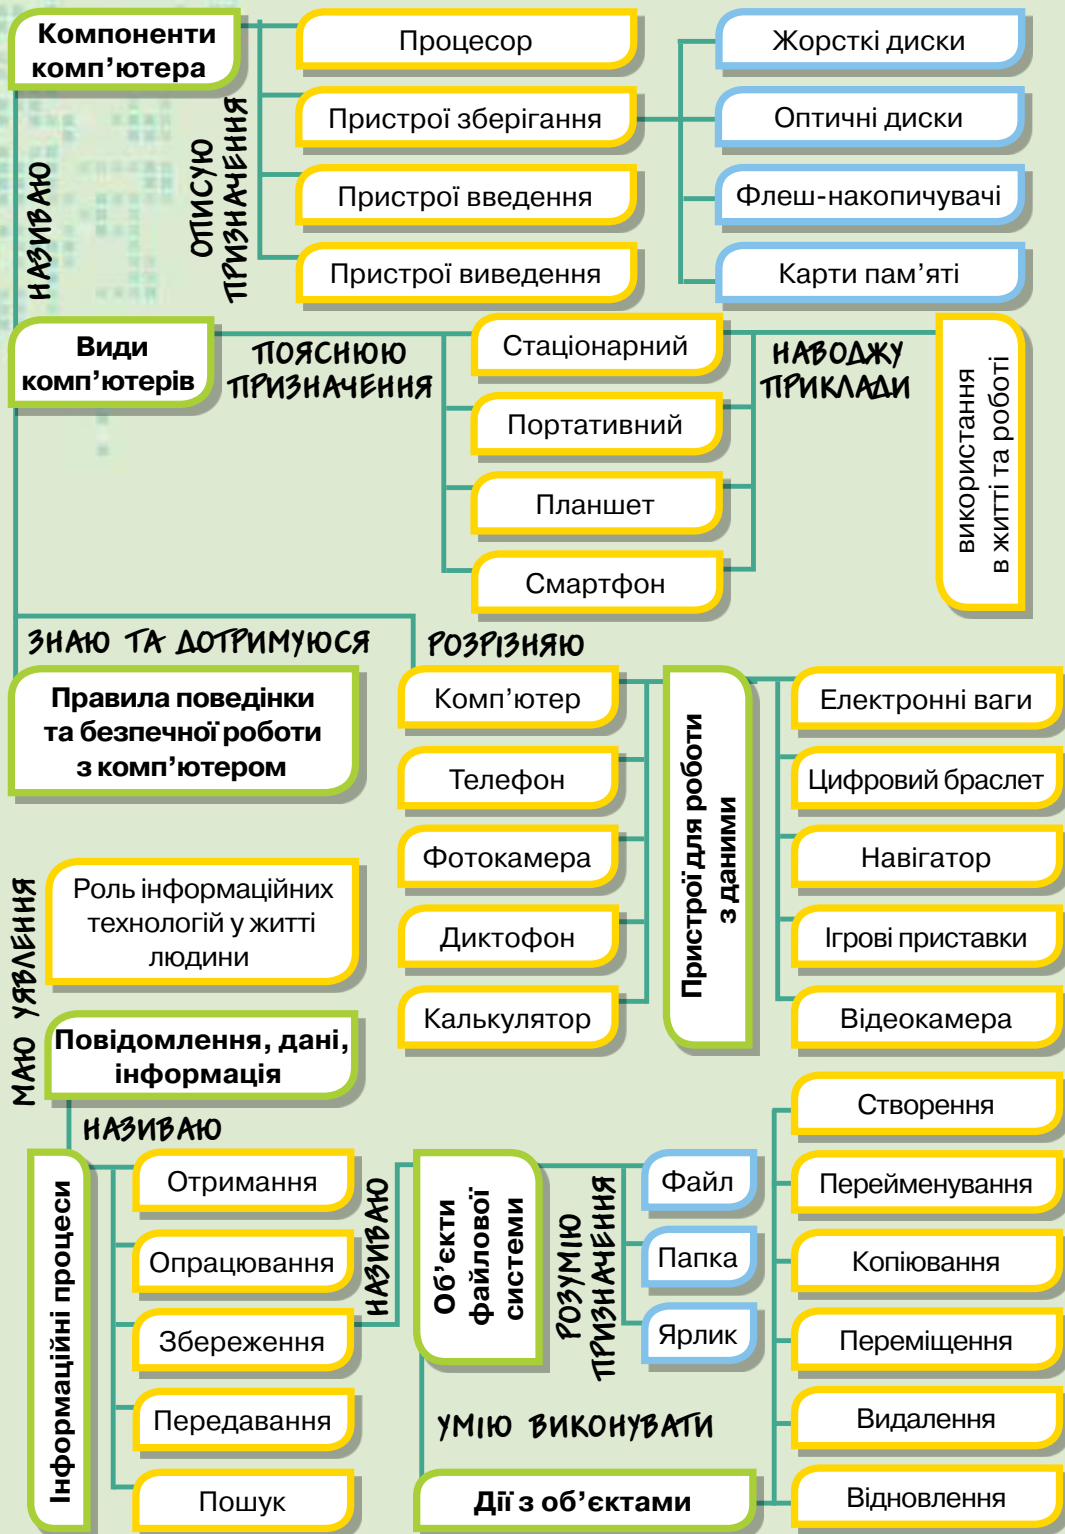 Компоненти
комп’ютера
НАЗИВАЮ
ОПИСУЮ
ПРИЗНАЧЕННЯ
Процесор
Пристрої зберігання
Пристрої введення
Пристрої виведення
Жорсткі диски
Оптичні диски
Флеш-накопичувачі
Карти пам’яті
Види
комп’ютерів
ПОЯСНЮЮ
ПРИЗНАЧЕННЯ
Стаціонарний
Портативний
Планшет
Смартфон
НАВОДЖУ
ПРИКЛАДИ
використання
в житті та роботі
ЗНАЮ ТА ДОТРИМУЮСЯ
Правила поведінки
та безпечної роботи
з комп’ютером
РОЗРІЗНЯЮ
Комп’ютер
Телефон
Фотокамера
Диктофон
Калькулятор
Пристрої для роботи
з даними
Електронні ваги
Цифровий браслет
Навігатор
Ігрові приставки
Відеокамера
МАЮ УЯВЛЕННЯ
Роль інформаційних
технологій у житті
людини
Повідомлення, дані,
інформація
НАЗИВАЮ
Інформаційні процеси
Отримання
Опрацювання
Збереження
Передавання
Пошук
НАЗИВАЮ
Об’єкти
файлової
системи
РОЗУМІЮ
ПРИЗНАЧЕННЯ
Файл
Папка
Ярлик
УМІЮ ВИКОНУВАТИ
Дії з об’єктами
Створення
Перейменування
Копіювання
Переміщення
Видалення
Відновлення